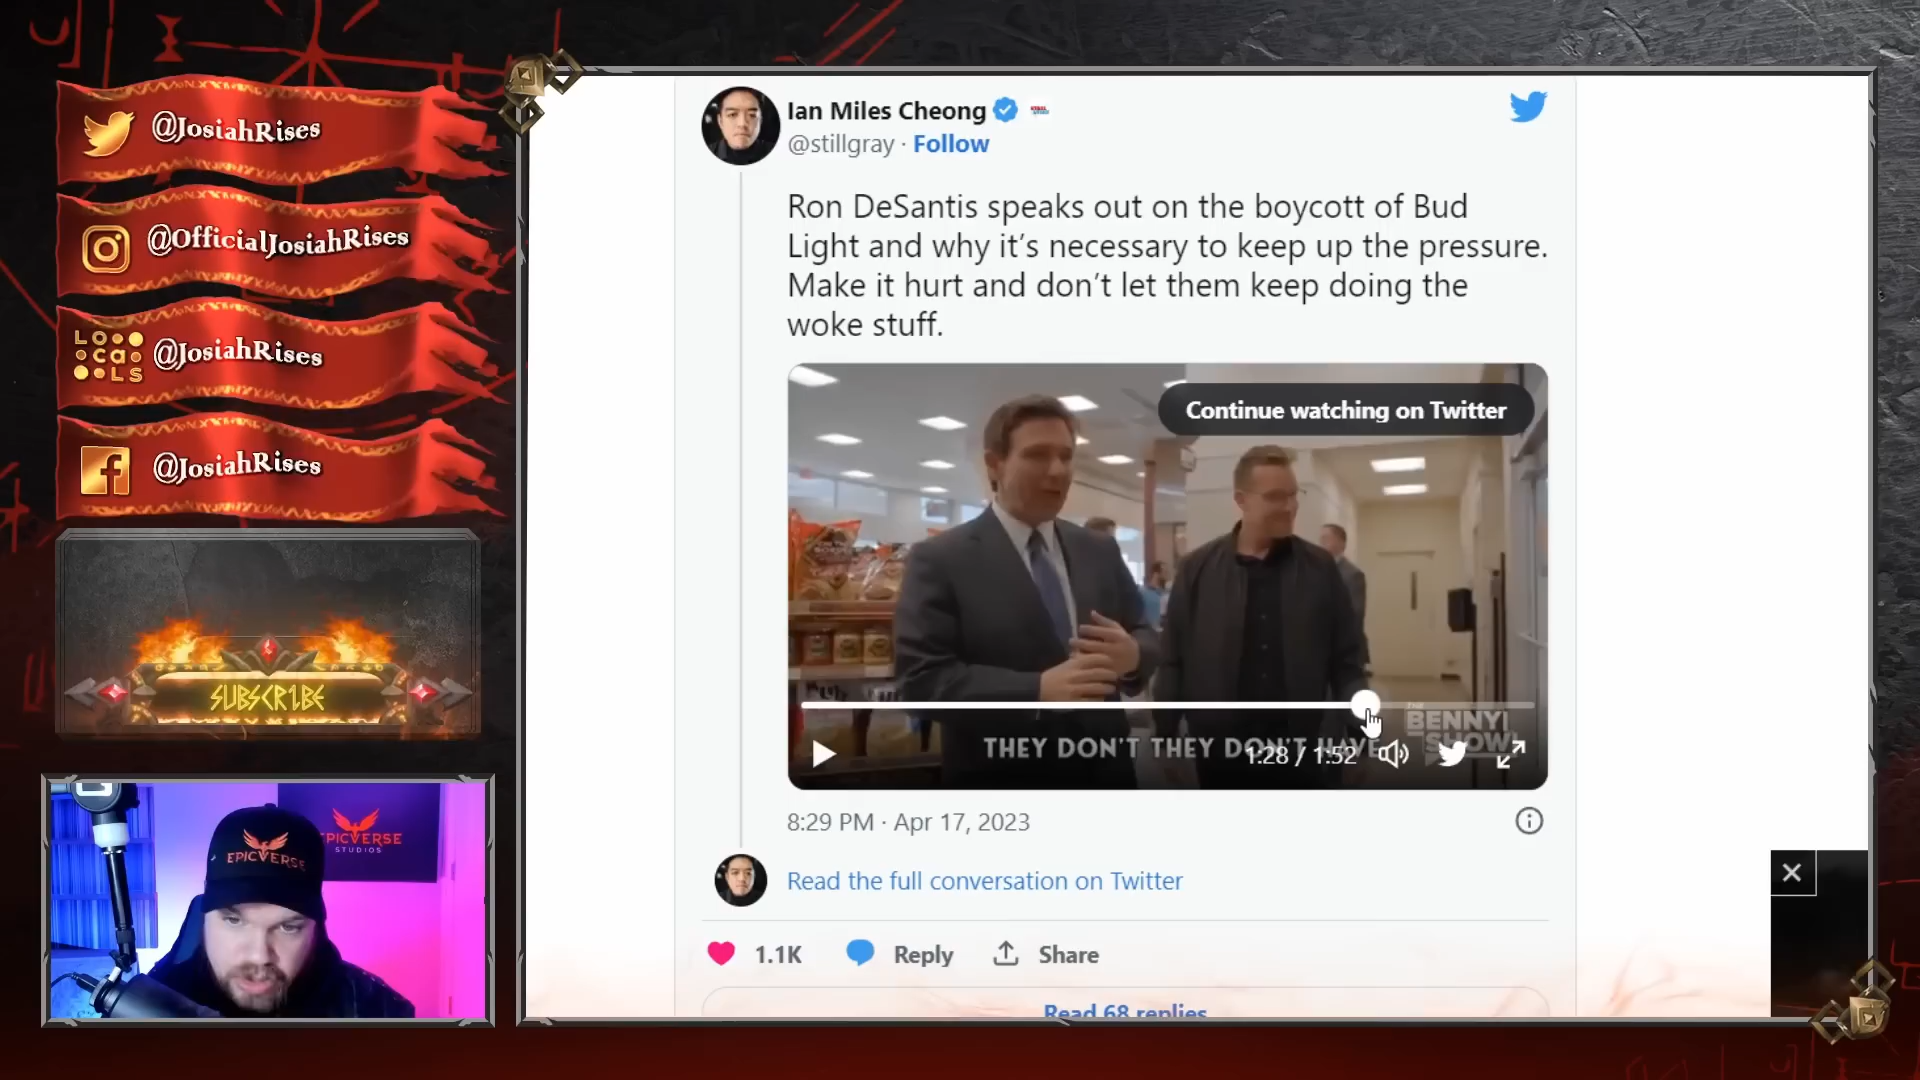 @JosiahRises
@OfficialJosiahRises
LOCALS
@JosiahRises
@JosiahRises
SUBSCRIBE
EPICVERSE
EPICVERSE
STUDIOS
Ian Miles Cheong
@stillgray · Follow
Ron DeSantis speaks out on the boycott of Bud
Light and why it’s necessary to keep up the pressure.
Make it hurt and don’t let them keep doing the
woke stuff.
Continue watching on Twitter
THEY DON'T THEY DON'T HAVE
1:28 / 1:52
THE
BENNY
SHOW
8:29 PM · Apr 17, 2023
Read the full conversation on Twitter
1.1K
Reply
Share
Read 68 replies